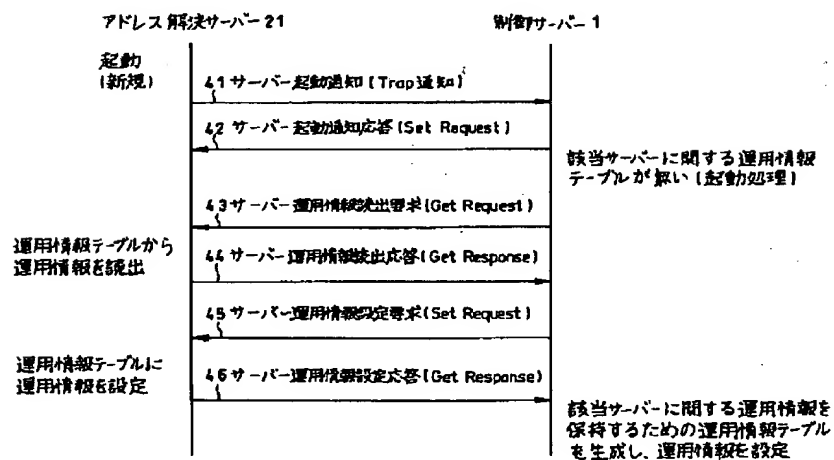 アドレス解決サーバー21
制御サーバー1
起動
(新規)
41 サーバー起動通知(Trap通知)
42 サーバー起動通知応答(Set Request)
該当サーバーに関する運用情報
テーブルが無い(起動処理)
43 サーバー運用情報読出要求(Get Request)
運用情報テーブルから
運用情報を読出
44 サーバー運用情報読出応答(Get Response)
45 サーバー運用情報設定要求(Set Request)
運用情報テーブルに
運用情報を設定
46 サーバー運用情報設定応答(Get Response)
該当サーバーに関する運用情報を
保持するための運用情報テーブル
を生成し、運用情報を設定